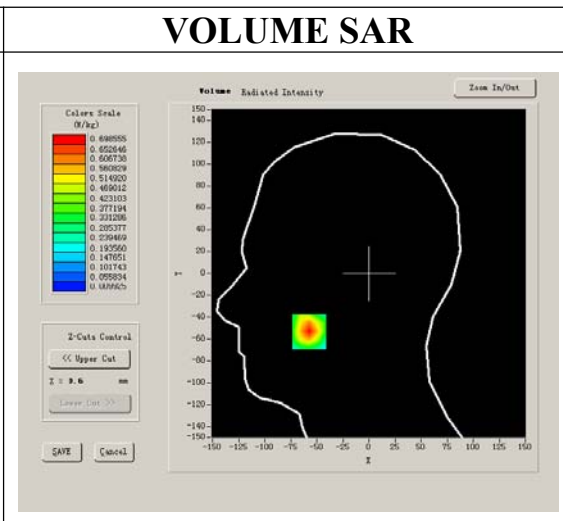 VOLUME SAR
Volume Radiated Intensity
Zoom In/Out
Colors Scale
(W/kg)
0.698555
0.652646
0.606738
0.560829
0.514920
0.469012
0.423103
0.377194
0.331286
0.285377
0.239469
0.193560
0.147651
0.101743
0.055834
Z-Cuts Control
<< Upper Cut
mm
Lower Cut >>
SAVE
Cancel
150
140
120
100
80
60
40
20
0
-20
-40
-60
-80
-100
-120
-140
-150
-150 -125 -100 -75 -50 -25 0 25 50 75 100 125 150
X